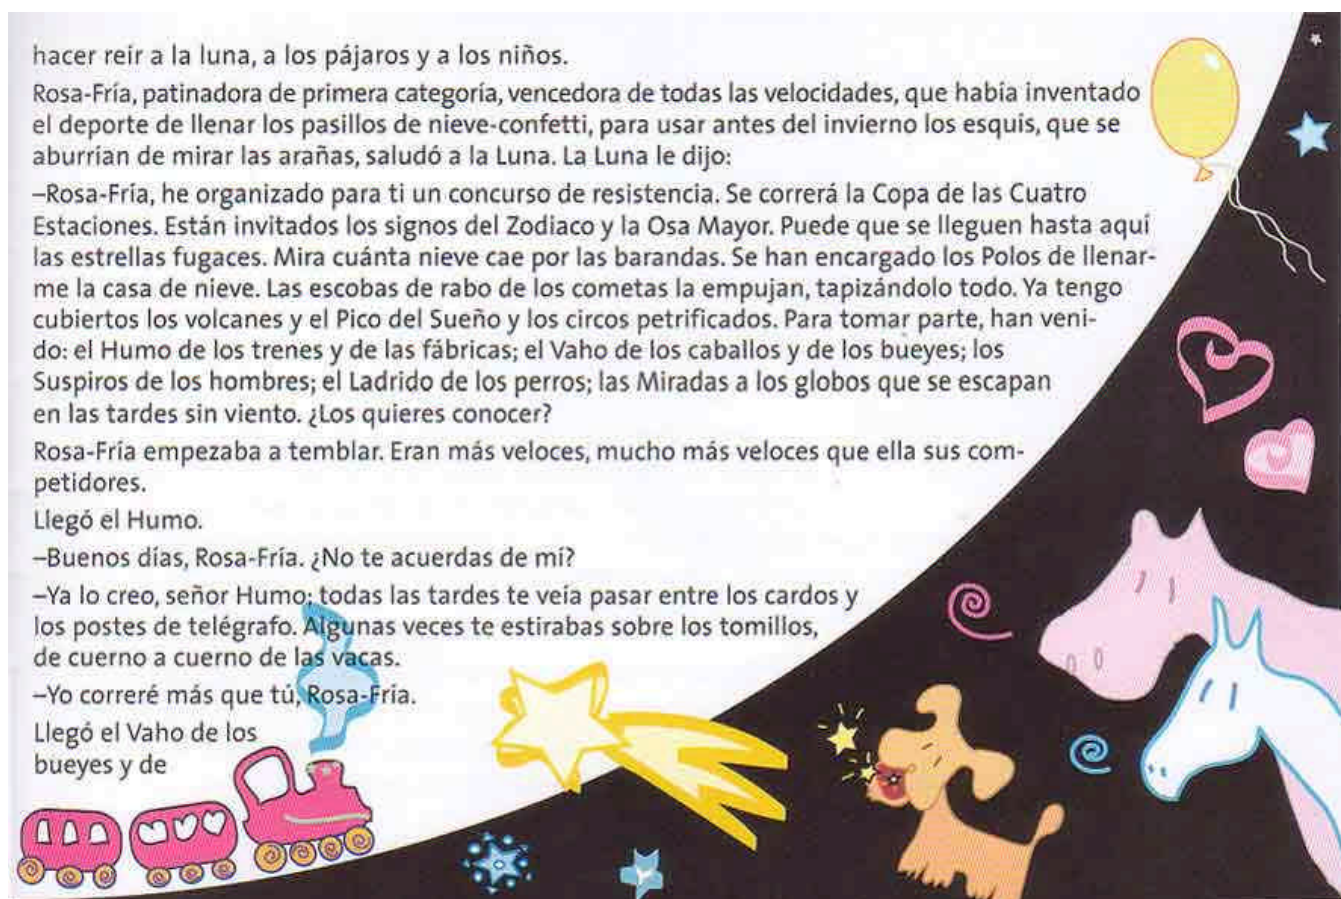 hacer reír a la luna, a los pájaros y a los niños.
Rosa-Fría, patinadora de primera categoría, vencedora de todas las velocidades, que había inventado
el deporte de llenar los pasillos de nieve-confetti, para usar antes del invierno los esquís, que se
aburrían de mirar las arañas, saludó a la Luna. La Luna le dijo:
–Rosa-Fría, he organizado para ti un concurso de resistencia. Se correrá la Copa de las Cuatro
Estaciones. Están invitados los signos del Zodiaco y la Osa Mayor. Puede que se lleguen hasta aquí
las estrellas fugaces. Mira cuánta nieve cae por las barandas. Se han encargado los Polos de llenar-
me la casa de nieve. Las escobas de rabo de los cometas la empujan, tapizándolo todo. Ya tengo
cubiertos los volcanes y el Pico del Sueño y los circos petrificados. Para tomar parte, han veni-
do: el Humo de los trenes y de las fábricas; el Vaho de los caballos y de los bueyes; los
Suspiros de los hombres; el Ladrido de los perros; las Miradas a los globos que se escapan
en las tardes sin viento. ¿Los quieres conocer?
Rosa-Fría empezaba a temblar. Eran más veloces, mucho más veloces que ella sus com-
petidores.
Llegó el Humo.
–Buenos días, Rosa-Fría. ¿No te acuerdas de mí?
–Ya lo creo, señor Humo; todas las tardes te veía pasar entre los cardos y
los postes de telégrafo. Algunas veces te estirabas sobre los tomillos,
de cuerno a cuerno de las vacas.
–Yo correré más que tú, Rosa-Fría.
Llegó el Vaho de los
bueyes y de